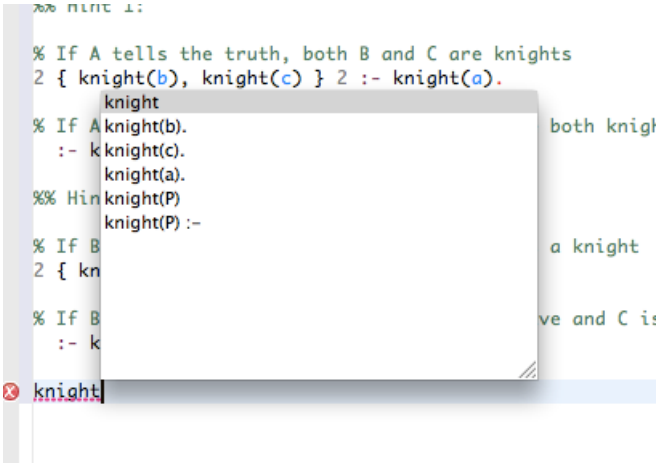 %% Hint 1:
% If A tells the truth, both B and C are knights
2 { knight(b), knight(c) } 2 :- knight(a).
knight
% If A knight(b). both knigh
:- k knight(c).
knight(a).
%% Hin knight(P)
knight(P) :-
% If B a knight
2 { kn
% If B ve and C is
:- k
knight